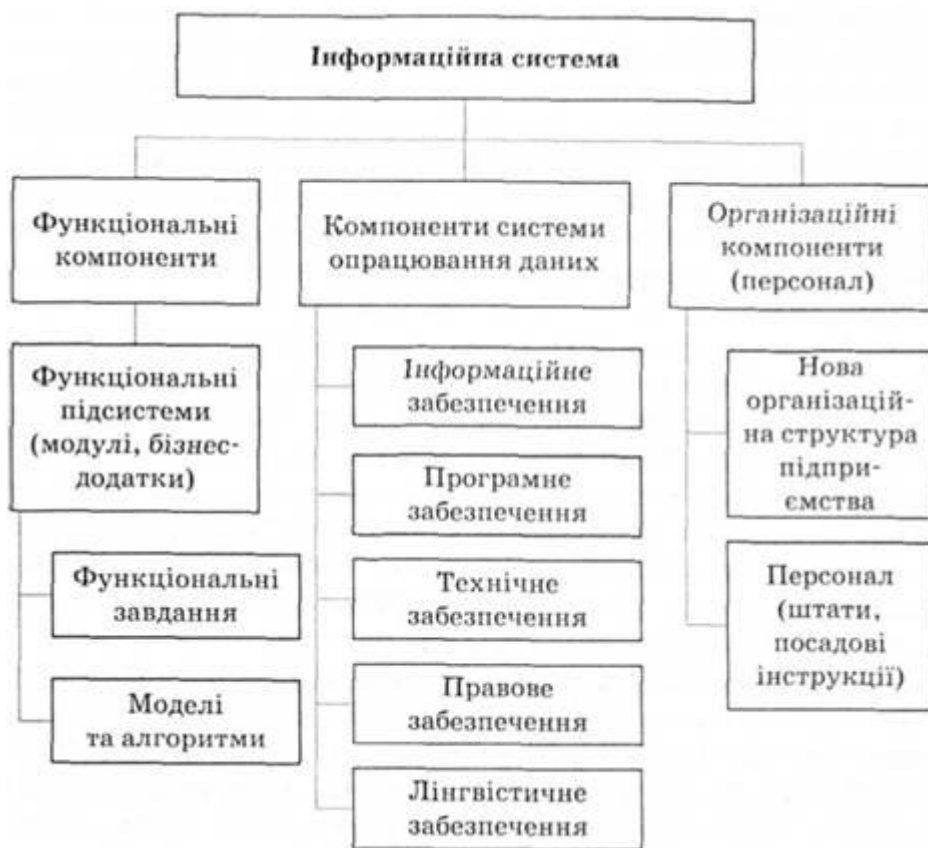 Інформаційна система
Функціональні
компоненти
Компоненти системи
опрацювання даних
Організаційні
компоненти
(персонал)
Функціональні
підсистеми
(модулі, бізнес-
додатки)
Функціональні
завдання
Моделі
та алгоритми
Інформаційне
забезпечення
Програмне
забезпечення
Технічне
забезпечення
Правове
забезпечення
Лінгвістичне
забезпечення
Нова
організацій-
на структура
підпри-
ємства
Персонал
(штати,
посадові
інструкції)